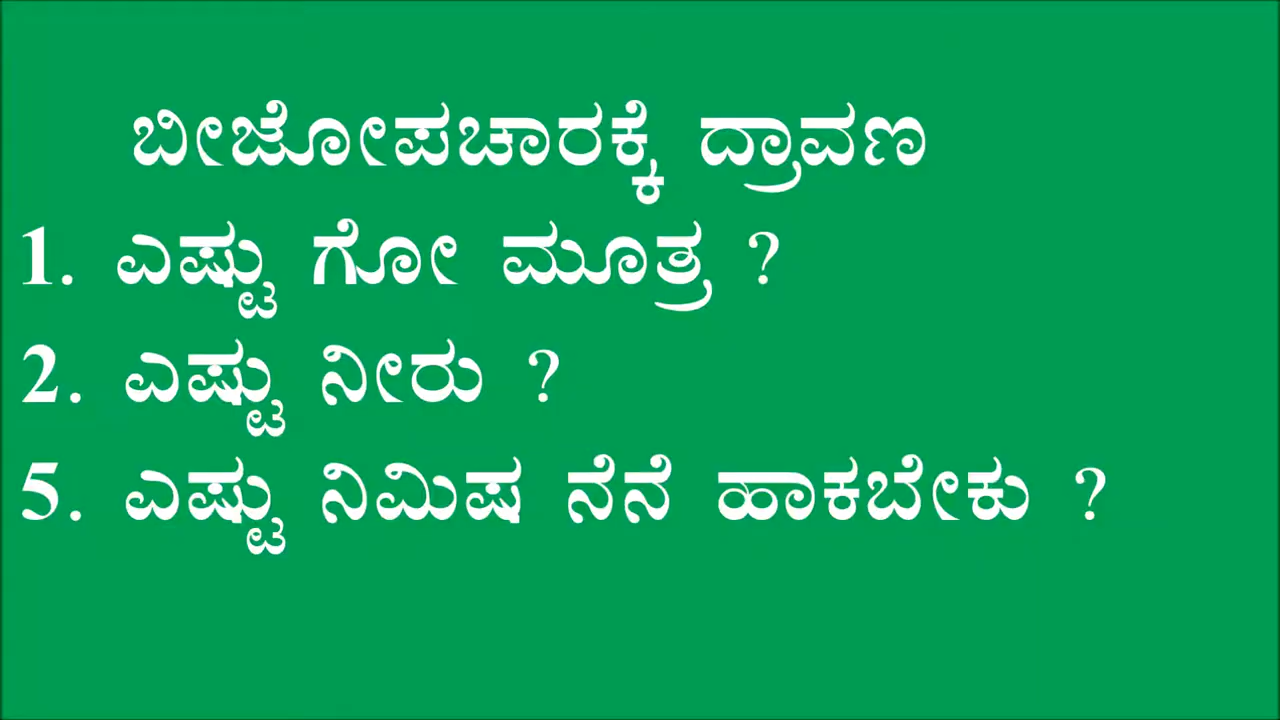 ಬೀಜೋಪಚಾರಕ್ಕೆ ದ್ರಾವಣ
1. ಎಷ್ಟು ಗೋ ಮೂತ್ರ ?
2. ಎಷ್ಟು ನೀರು ?
5. ಎಷ್ಟು ನಿಮಿಷ ನೆನೆ ಹಾಕಬೇಕು ?